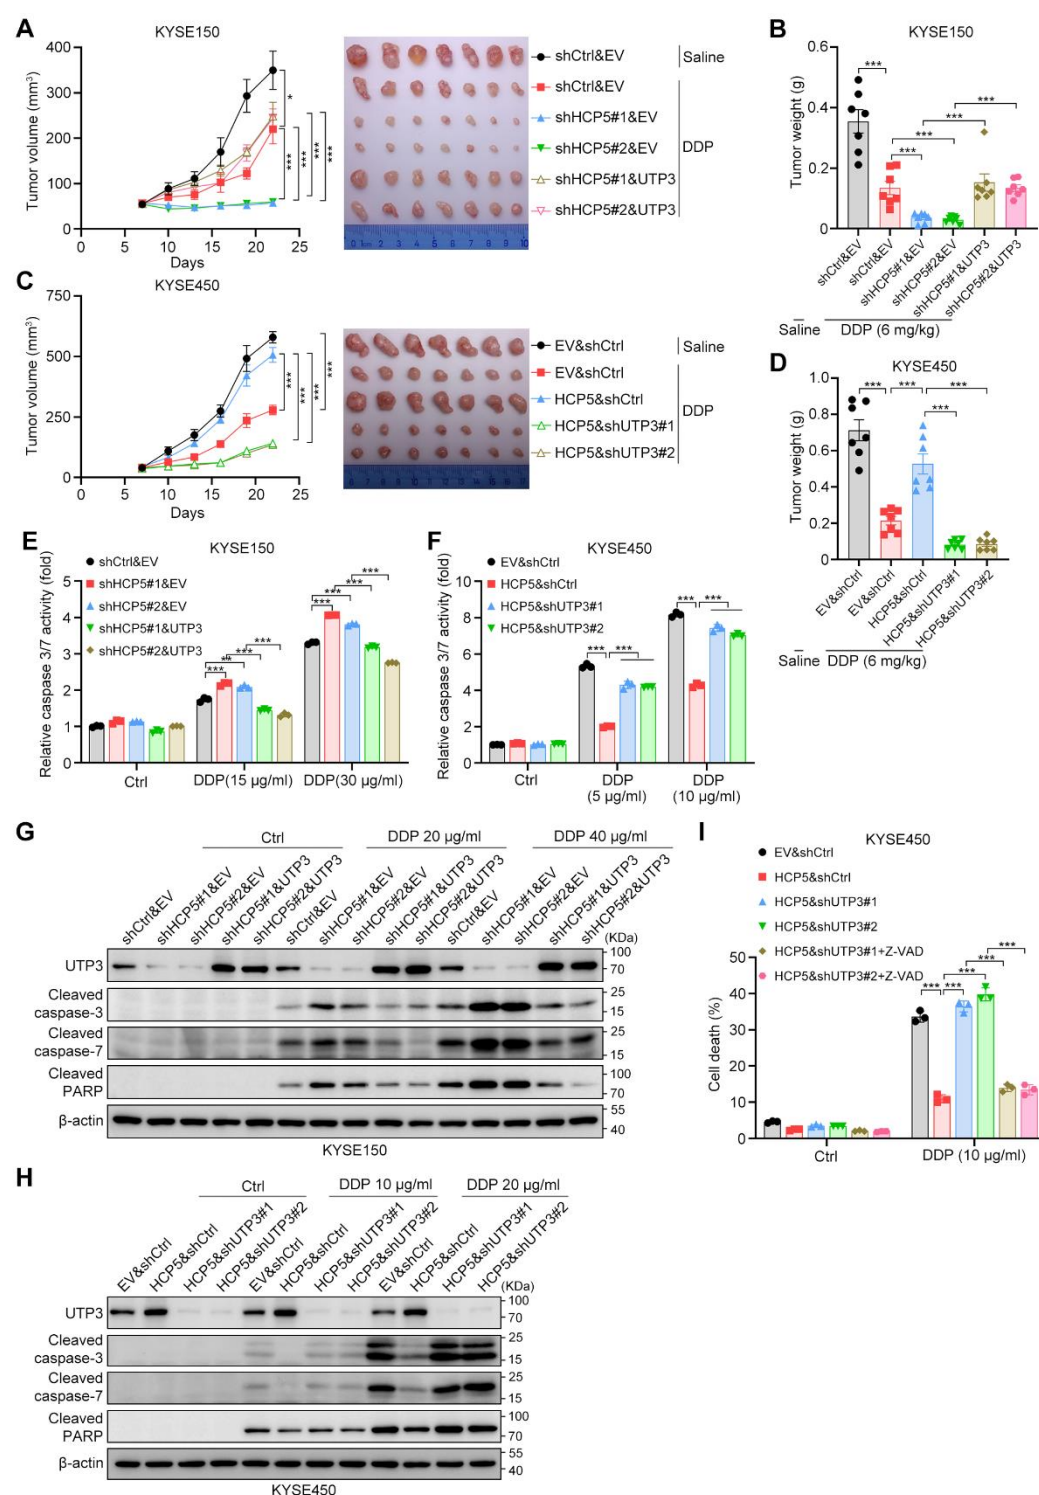 A
KYSE150
Tumor volume (mm³)
400
300
200
100
0
0 5 10 15 20 25
Days
*
***
***
***
***
shCtrl&EV
Saline
shCtrl&EV
shHCP5#1&EV
shHCP5#2&EV
shHCP5#1&UTP3
shHCP5#2&UTP3
DDP
B
KYSE150
Tumor weight (g)
0.6
0.4
0.2
0
***
***
***
***
***
shCtrl&EV
shCtrl&EV
shHCP5#1&EV
shHCP5#2&EV
shHCP5#1&UTP3
shHCP5#2&UTP3
Saline DDP (6 mg/kg)
C
KYSE450
Tumor volume (mm³)
750
500
250
0
0 5 10 15 20 25
Days
***
***
***
***
EV&shCtrl
Saline
EV&shCtrl
HCP5&shCtrl
HCP5&shUTP3#1
HCP5&shUTP3#2
DDP
D
KYSE450
Tumor weight (g)
1.0
0.8
0.6
0.4
0.2
0
*** *** ***
***
EV&shCtrl
EV&shCtrl
HCP5&shCtrl
HCP5&shUTP3#1
HCP5&shUTP3#2
Saline DDP (6 mg/kg)
E
KYSE150
shCtrl&EV
shHCP5#1&EV
shHCP5#2&EV
shHCP5#1&UTP3
shHCP5#2&UTP3
Relative caspase 3/7 activity (fold)
5
4
3
2
1
0
***
**
***
***
***
***
***
***
Ctrl DDP(15 µg/ml) DDP(30 µg/ml)
F
KYSE450
EV&shCtrl
HCP5&shCtrl
HCP5&shUTP3#1
HCP5&shUTP3#2
Relative caspase 3/7 activity (fold)
8
6
4
2
0
*** ***
*** ***
Ctrl
DDP
(5 µg/ml)
DDP
(10 µg/ml)
G
Ctrl
DDP 20 µg/ml
DDP 40 µg/ml
shCtrl&EV
shHCP5#1&EV
shHCP5#2&EV
shHCP5#1&UTP3
shHCP5#2&UTP3
shCtrl&EV
shHCP5#1&EV
shHCP5#2&EV
shHCP5#1&UTP3
shHCP5#2&UTP3
shCtrl&EV
shHCP5#1&EV
shHCP5#2&EV
shHCP5#1&UTP3
shHCP5#2&UTP3
(KDa)
UTP3
100
70
Cleaved
caspase-3
25
15
Cleaved
caspase-7
25
15
Cleaved
PARP
100
70
β-actin
55
40
KYSE150
H
Ctrl
DDP 10 µg/ml
DDP 20 µg/ml
EV&shCtrl
HCP5&shCtrl
HCP5&shUTP3#1
HCP5&shUTP3#2
EV&shCtrl
HCP5&shCtrl
HCP5&shUTP3#1
HCP5&shUTP3#2
EV&shCtrl
HCP5&shCtrl
HCP5&shUTP3#1
HCP5&shUTP3#2
(KDa)
UTP3
100
70
Cleaved
caspase-3
25
15
Cleaved
caspase-7
25
15
Cleaved
PARP
100
70
β-actin
55
40
KYSE450
I
KYSE450
EV&shCtrl
HCP5&shCtrl
HCP5&shUTP3#1
HCP5&shUTP3#2
HCP5&shUTP3#1+Z-VAD
HCP5&shUTP3#2+Z-VAD
Cell death (%)
50
40
30
20
10
0
***
***
***
***
***
Ctrl DDP (10 µg/ml)